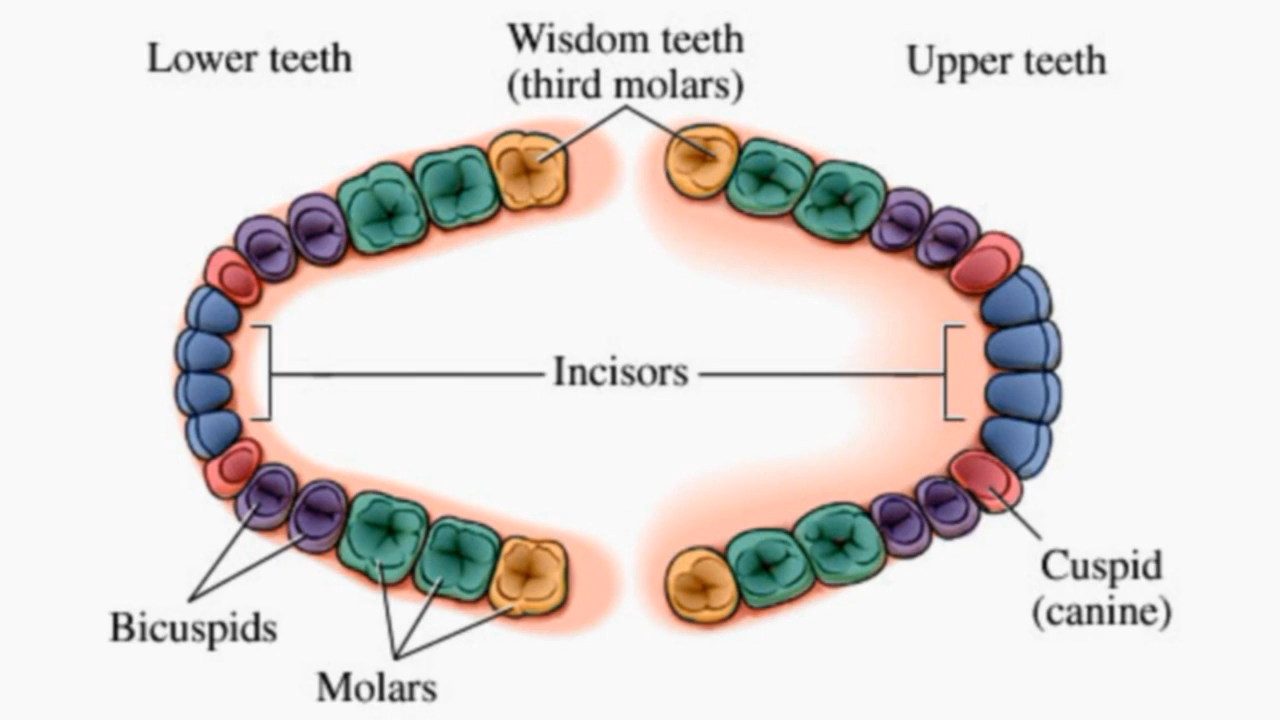 Lower teeth
Wisdom teeth
(third molars)
Upper teeth
Incisors
Cuspid
(canine)
Bicuspids
Molars